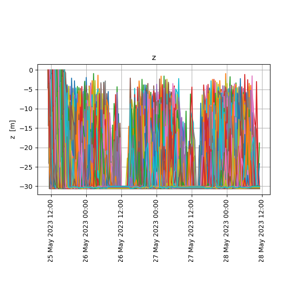 z
0
−5
−10
−15
−20
−25
−30
z [m]
25 May 2023 12:00
26 May 2023 00:00
26 May 2023 12:00
27 May 2023 00:00
27 May 2023 12:00
28 May 2023 00:00
28 May 2023 12:00